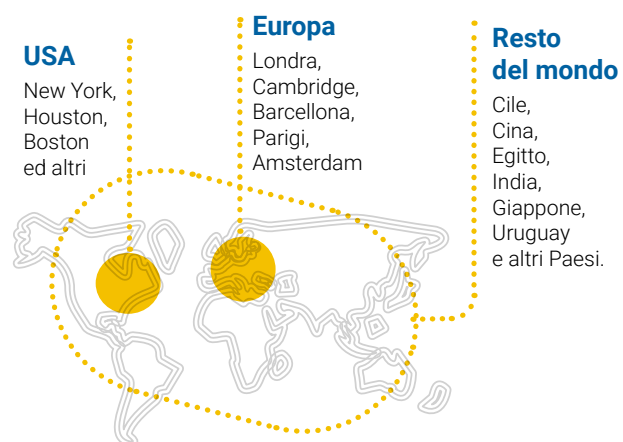 USA
New York,
Houston,
Boston
ed altri
Europa
Londra,
Cambridge,
Barcellona,
Parigi,
Amsterdam
Resto
del mondo
Cile,
Cina,
Egitto,
India,
Giappone,
Uruguay
e altri Paesi.